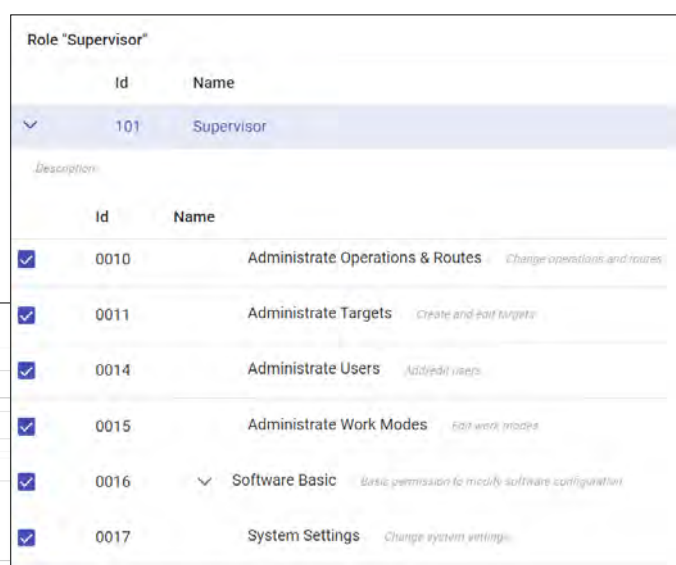 Role "Supervisor"
Id Name
101 Supervisor
Description
Id Name
0010 Administrate Operations & Routes Change operations and routes
0011 Administrate Targets Create and edit targets
0014 Administrate Users Add/edit users
0015 Administrate Work Modes Edit work modes
0016 Software Basic Basic permission to modify software configuration
0017 System Settings Change system settings